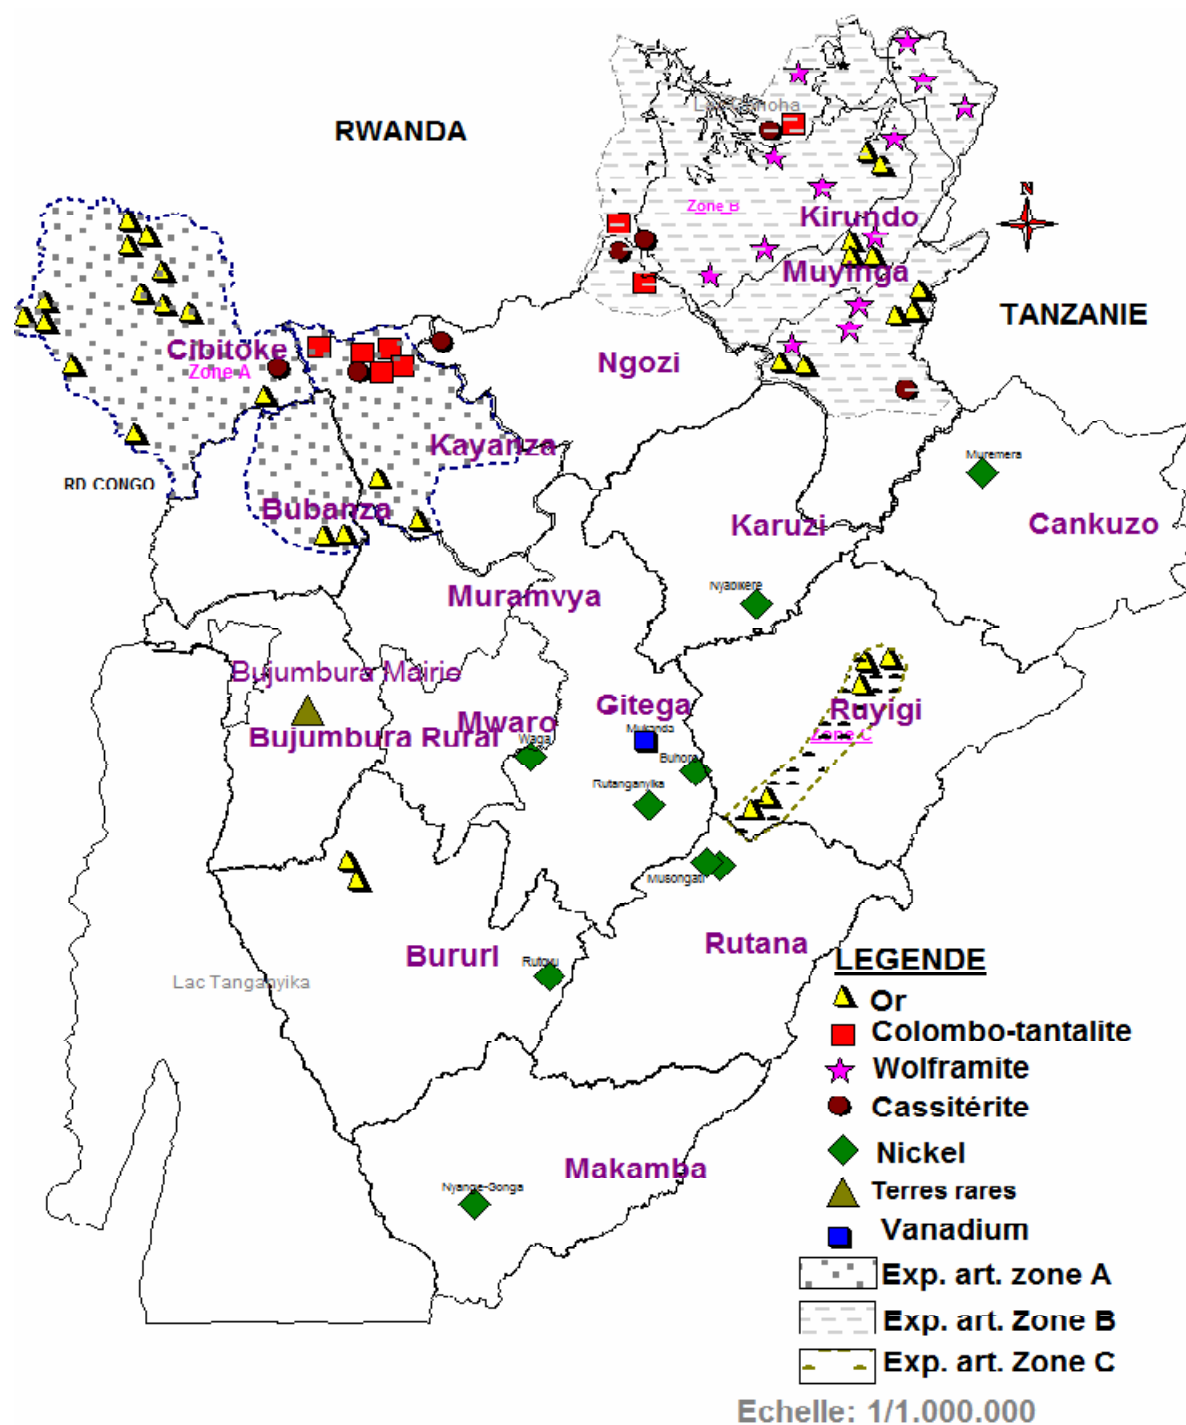 RWANDA
N
Zone B
Kirundo
Muyinga
TANZANIE
Ngozi
Cibitoke
Zone A
Kayanza
Muremera
RD CONGO
Bubanza
Karuzi
Cankuzo
Nyabikere
Muramvya
Bujumbura Mairie
Gitega
Ruyigi
Mwaro
Mukanda
Bujumbura Rural
Waga
Zone C
Buhora
Rutanganyika
Musongati
Rutana
Bururi
Rutovu
LEGENDE
Lac Tanganyika
Or
Colombo-tantalite
Wolframite
Cassitérite
Nickel
Makamba
Nyange-Gonga
Terres rares
Vanadium
Exp. art. zone A
Exp. art. Zone B
Exp. art. Zone C
Echelle: 1/1.000.000